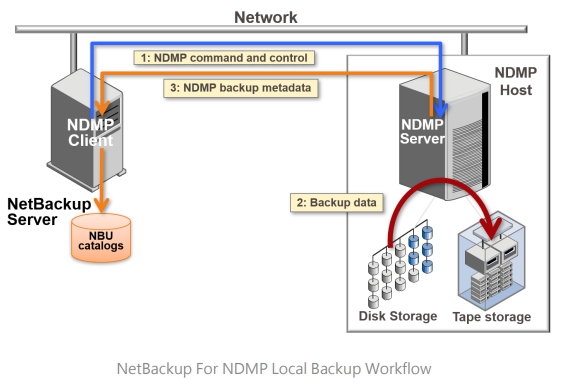 Network
1: NDMP command and control
3: NDMP backup metadata
NDMP
Host
NDMP
Client
NDMP
Server
NetBackup
Server
NBU
catalogs
2: Backup data
Disk Storage
Tape storage
NetBackup For NDMP Local Backup Workflow